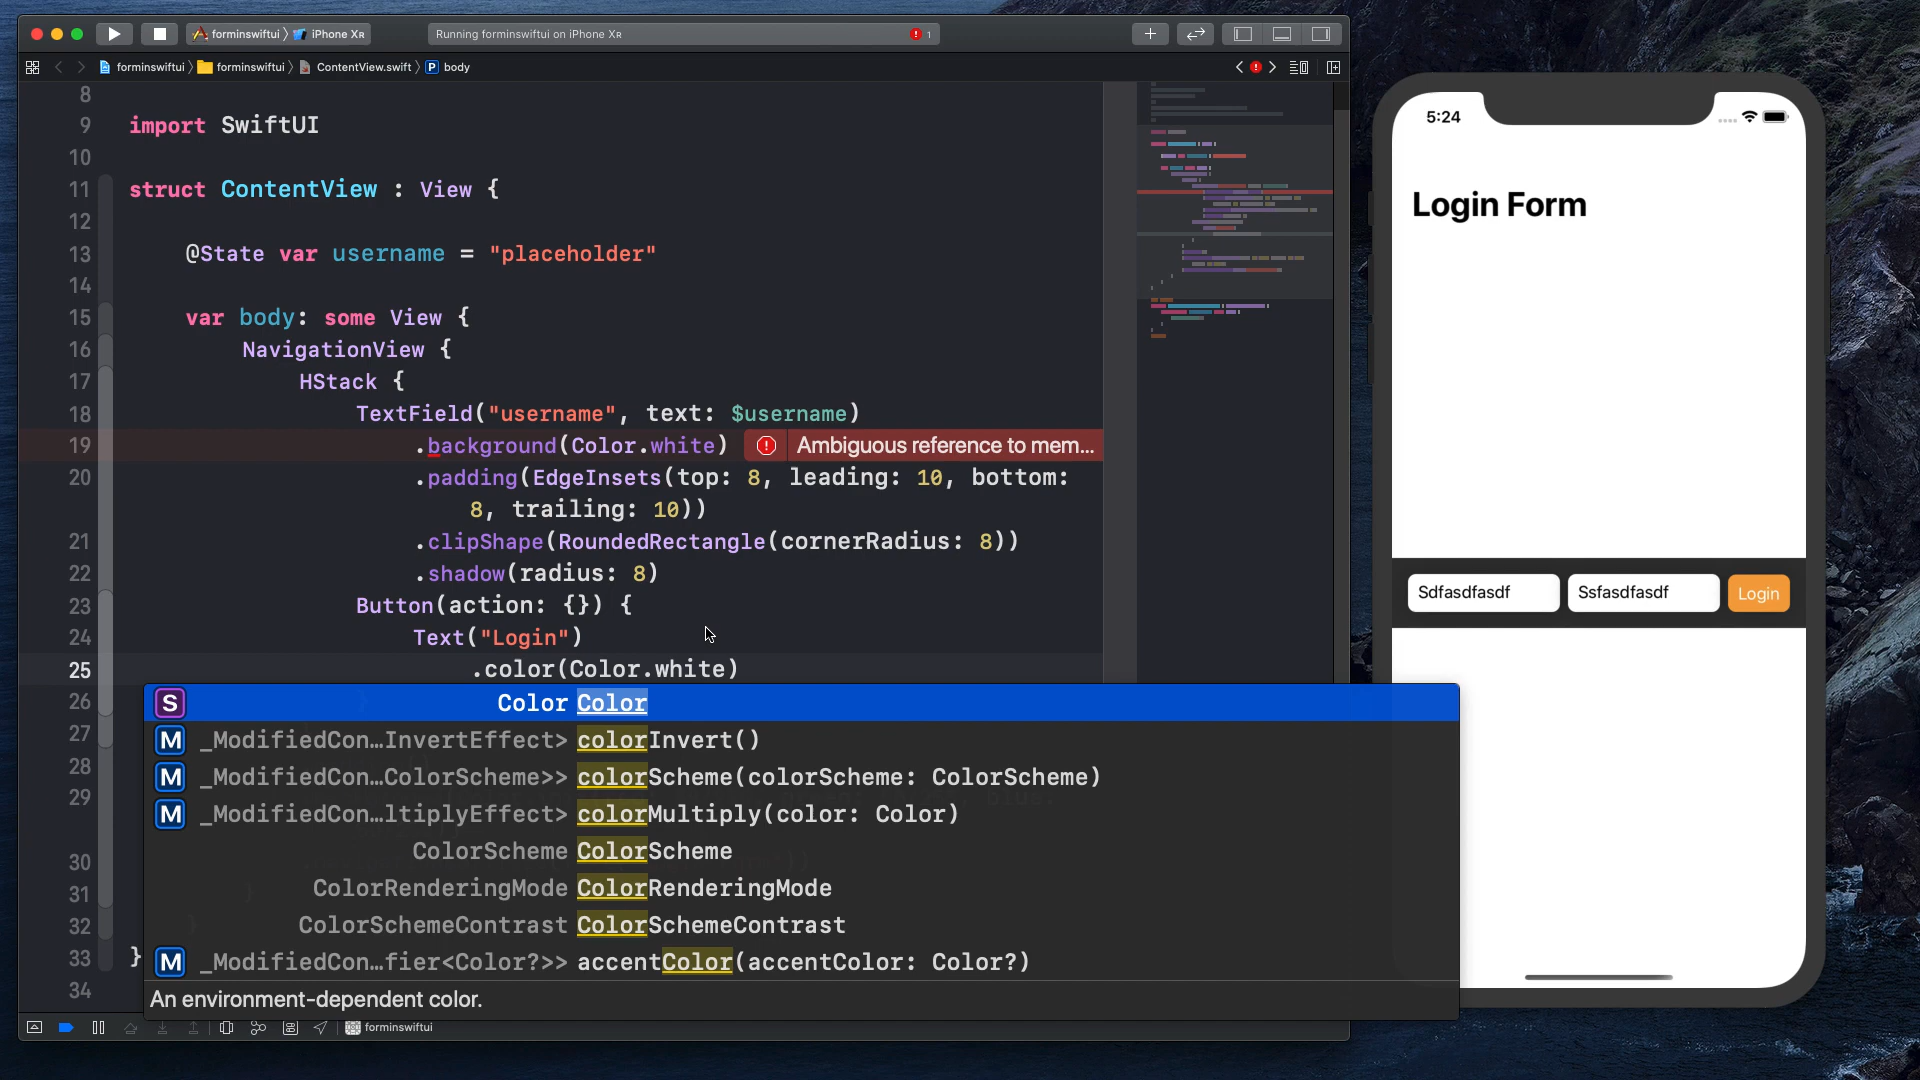 forminswiftui 〉 iPhone XR
Running forminswiftui on iPhone XR
1
forminswiftui 〉 forminswiftui 〉 ContentView.swift 〉 P body
8
9 import SwiftUI
10
11 struct ContentView : View {
12
13 @State var username = "placeholder"
14
15 var body: some View {
16 NavigationView {
17 HStack {
18 TextField("username", text: $username)
19 .background(Color.white) Ambiguous reference to mem...
20 .padding(EdgeInsets(top: 8, leading: 10, bottom:
8, trailing: 10))
21 .clipShape(RoundedRectangle(cornerRadius: 8))
22 .shadow(radius: 8)
23 Button(action: {}) {
24 Text("Login")
25 .color(Color.white)
26
27
28
29
30
31
32
33 }
34
S Color Color
M _ModifiedCon…InvertEffect> colorInvert()
M _ModifiedCon…ColorScheme>> colorScheme(colorScheme: ColorScheme)
M _ModifiedCon…ltiplyEffect> colorMultiply(color: Color)
ColorScheme ColorScheme
ColorRenderingMode ColorRenderingMode
ColorSchemeContrast ColorSchemeContrast
M _ModifiedCon…fier<Color?>> accentColor(accentColor: Color?)
An environment-dependent color.
forminswiftui
5:24
Login Form
Sdfasdfasdf
Ssfasdfasdf
Login